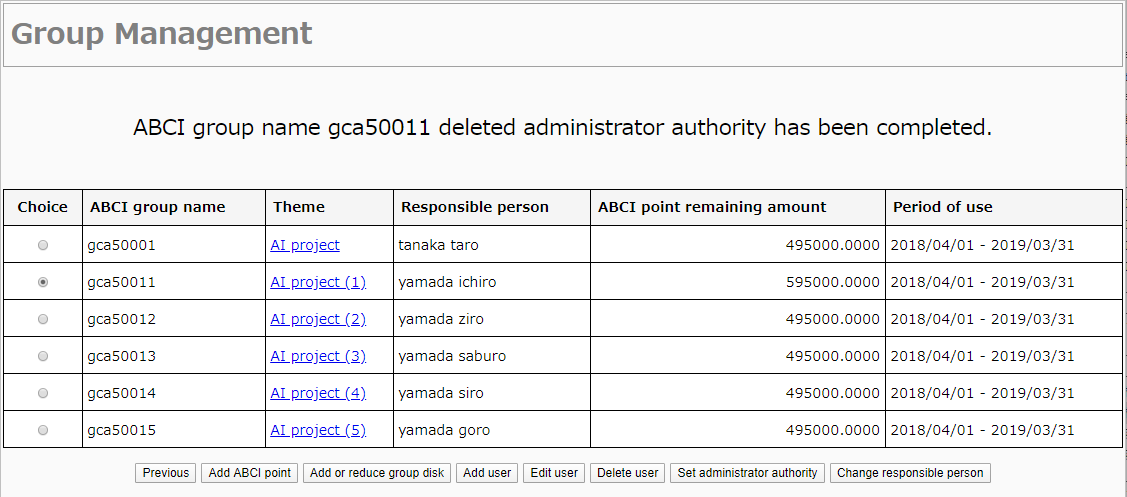 Group Management
ABCI group name gca50011 deleted administrator authority has been completed.
Choice ABCI group name Theme Responsible person ABCI point remaining amount Period of use
gca50001 AI project tanaka taro 495000.0000 2018/04/01 - 2019/03/31
gca50011 AI project (1) yamada ichiro 595000.0000 2018/04/01 - 2019/03/31
gca50012 AI project (2) yamada ziro 495000.0000 2018/04/01 - 2019/03/31
gca50013 AI project (3) yamada saburo 495000.0000 2018/04/01 - 2019/03/31
gca50014 AI project (4) yamada siro 495000.0000 2018/04/01 - 2019/03/31
gca50015 AI project (5) yamada goro 495000.0000 2018/04/01 - 2019/03/31
Previous Add ABCI point Add or reduce group disk Add user Edit user Delete user Set administrator authority Change responsible person